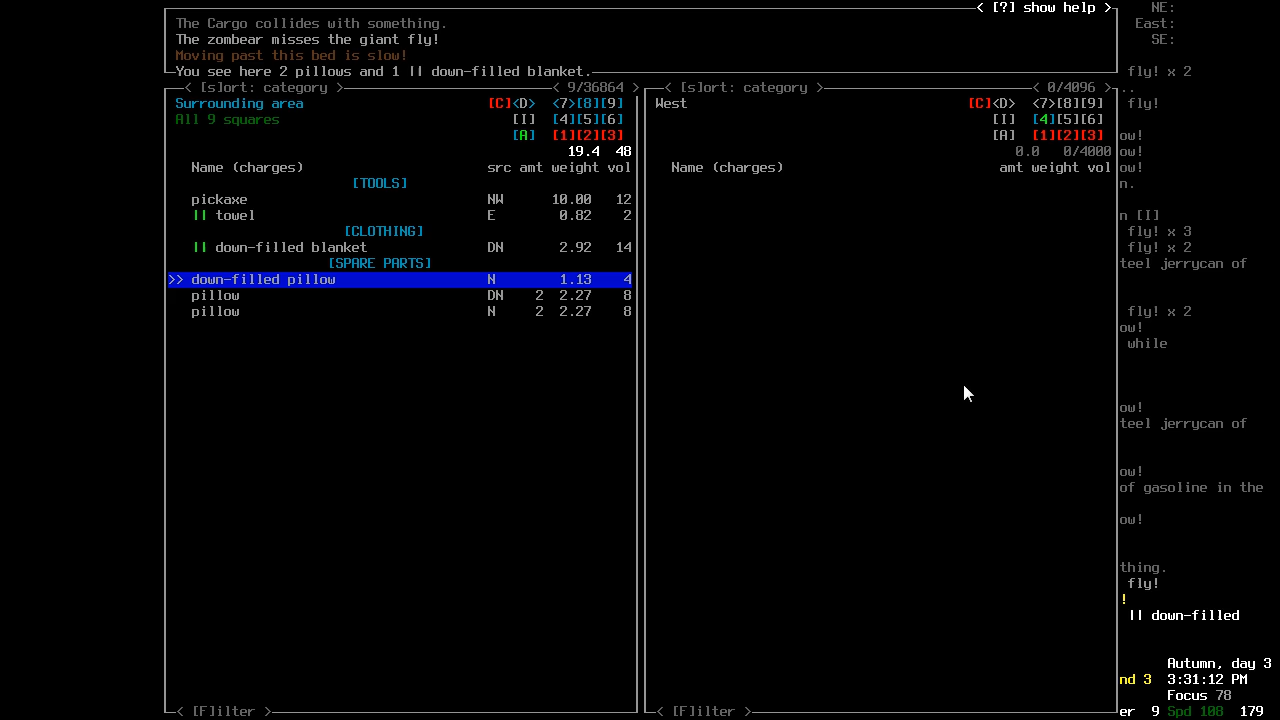 < [?] show help >
NE:
The Cargo collides with something.
East:
The zombear misses the giant fly!
SE:
Moving past this bed is slow!
You see here 2 pillows and 1 || down-filled blanket.
fly! x 2
< [s]ort: category > < 9/36864 >
< [s]ort: category > < 0/4096 >
..
Surrounding area [C]<D> <7>[8][9]
West [C]<D> <7>[8][9]
fly!
All 9 squares [I] [4][5][6]
[I] [4][5][6]
[A] [1][2][3]
[A] [1][2][3]
ow!
19.4 48
0.0 0/4000
ow!
Name (charges) src amt weight vol
Name (charges) amt weight vol
ow!
[TOOLS]
n.
pickaxe NW 10.00 12
|| towel E 0.82 2
n [I]
[CLOTHING]
fly! x 3
|| down-filled blanket DN 2.92 14
fly! x 2
[SPARE PARTS]
teel jerrycan of
>> down-filled pillow N 1.13 4
pillow DN 2 2.27 8
pillow N 2 2.27 8
fly! x 2
ow!
while
ow!
teel jerrycan of
ow!
of gasoline in the
ow!
thing.
fly!
!
|| down-filled
Autumn, day 3
nd 3 3:31:12 PM
Focus 78
< [F]ilter >
< [F]ilter >
er 9 Spd 108 179